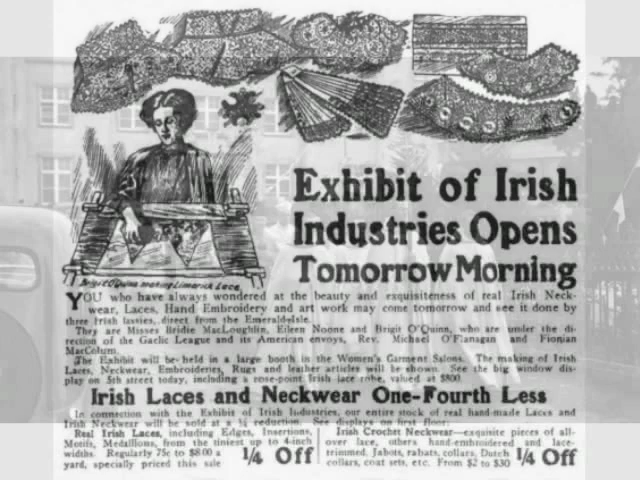 Brigit O'Quinn making Limerick Lace.
Exhibit of Irish
Industries Opens
Tomorrow Morning
YOU who have always wondered at the beauty and exquisiteness of real Irish Neck-
wear, Laces, Hand Embroidery and art work may come tomorrow and see it done by
three Irish lassies, direct from the Emerald Isle.
They are Misses Bridie MacLoughlin, Eileen Noone and Brigit O'Quinn, who are under the di-
rection of the Gaelic League and its American envoys, Rev. Michael O'Flanagan and Fionian
MacColum.
The Exhibit will be held in a large booth in the Women's Garment Salons. The making of Irish
Laces, Neckwear, Embroideries, Rugs and leather articles will be shown. See the big window dis-
play on 5th street today, including a rose-point Irish lace robe, valued at $800.
Irish Laces and Neckwear One-Fourth Less
In connection with the Exhibit of Irish Industries, our entire stock of real hand-made Laces and
Irish Neckwear will be sold at a ¼ reduction. See displays on first floor:
Real Irish Laces, including Edges, Insertions,
Motifs, Medallions, from the tiniest up to 4-inch
widths. Regularly 75c to $8.00 a
yard, specially priced this sale
1/4 Off
Irish Crochet Neckwear—exquisite pieces of all-
over lace, others hand-embroidered and lace-
trimmed. Jabots, rabats, collars, Dutch
collars, coat sets, etc. From $2 to $30
1/4 Off